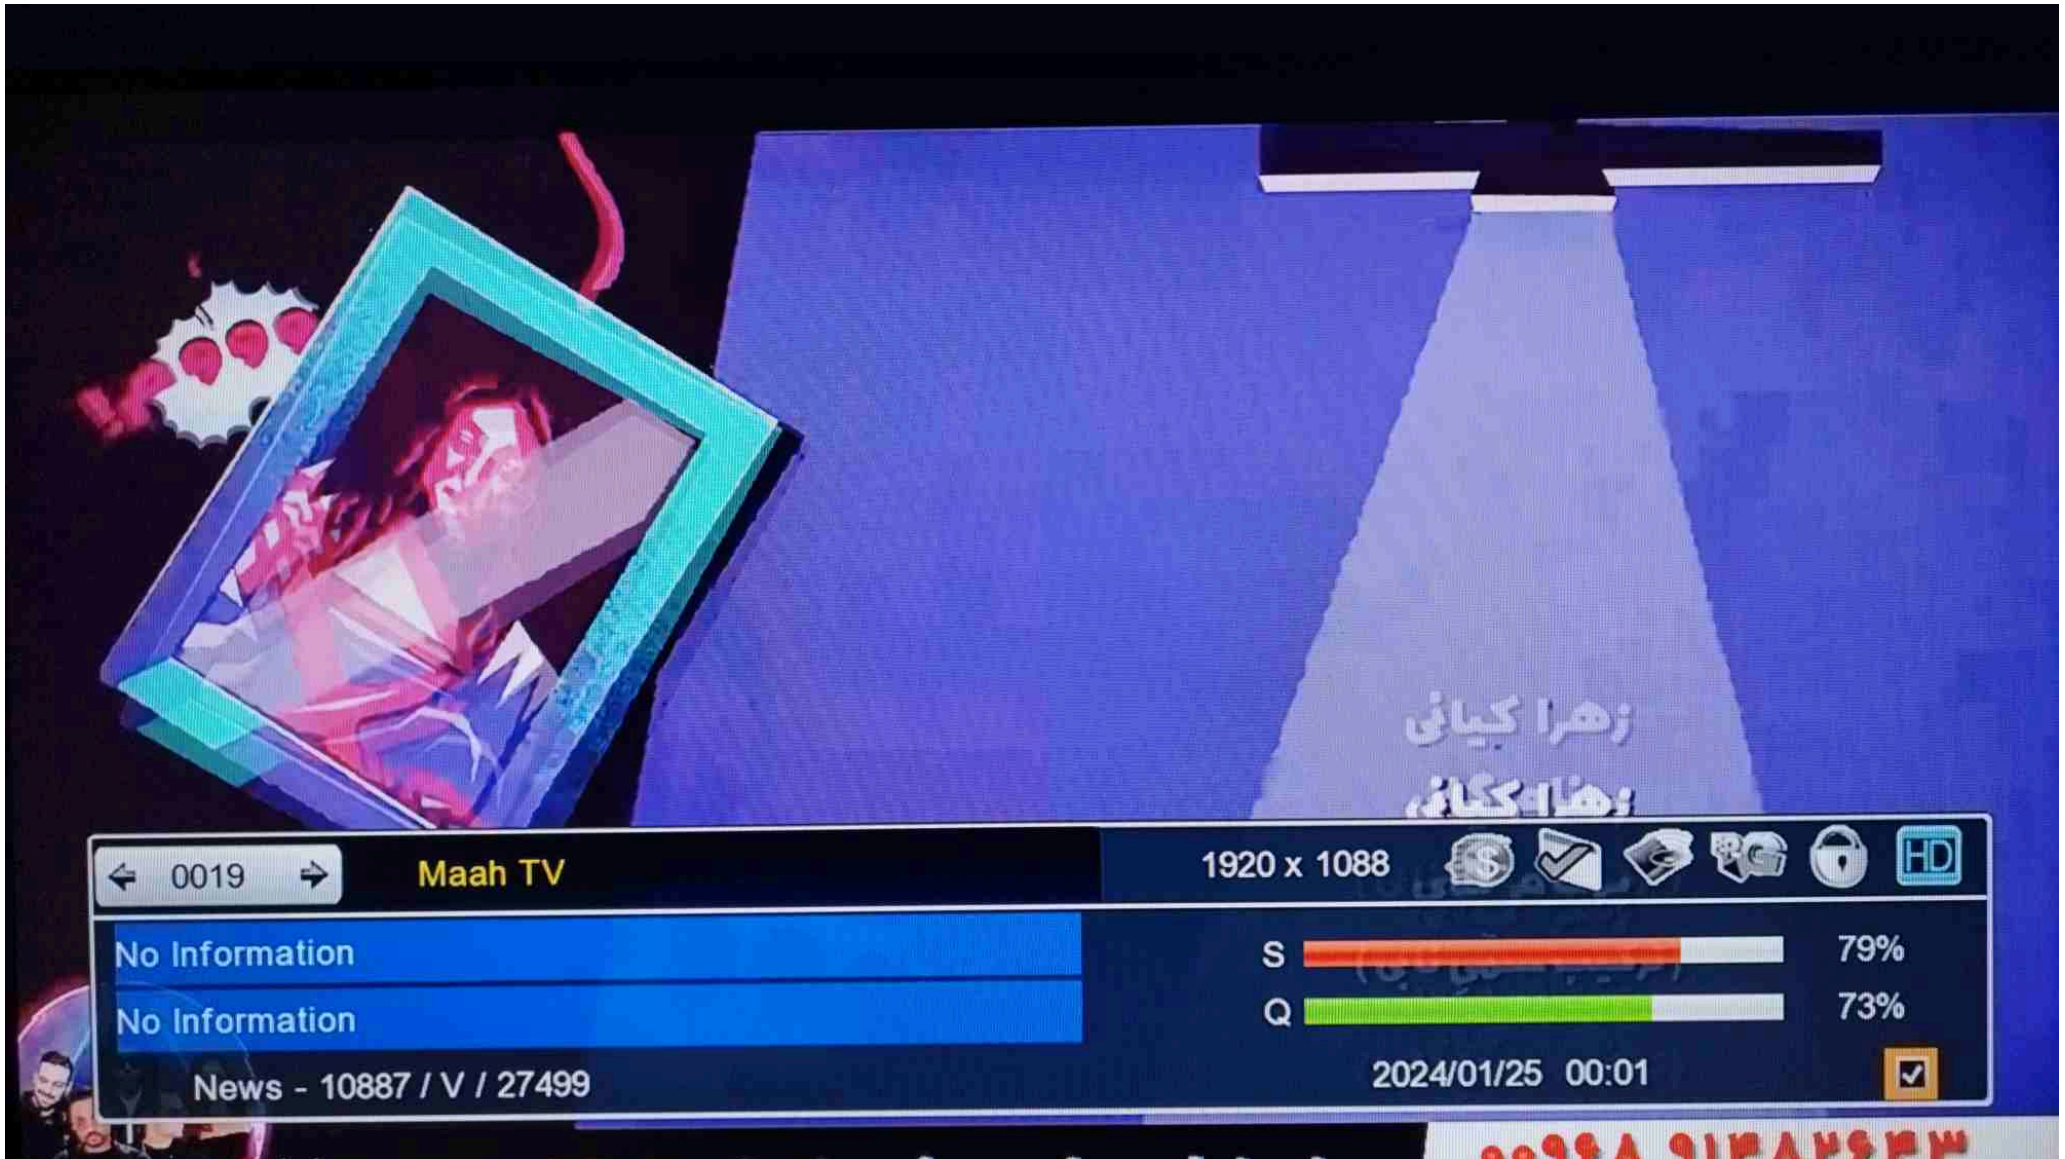 زهرا کیانی
0019
Maah TV
1920 x 1088
$
HD
No Information
S
79%
No Information
Q
73%
News - 10887 / V / 27499
2024/01/25 00:01